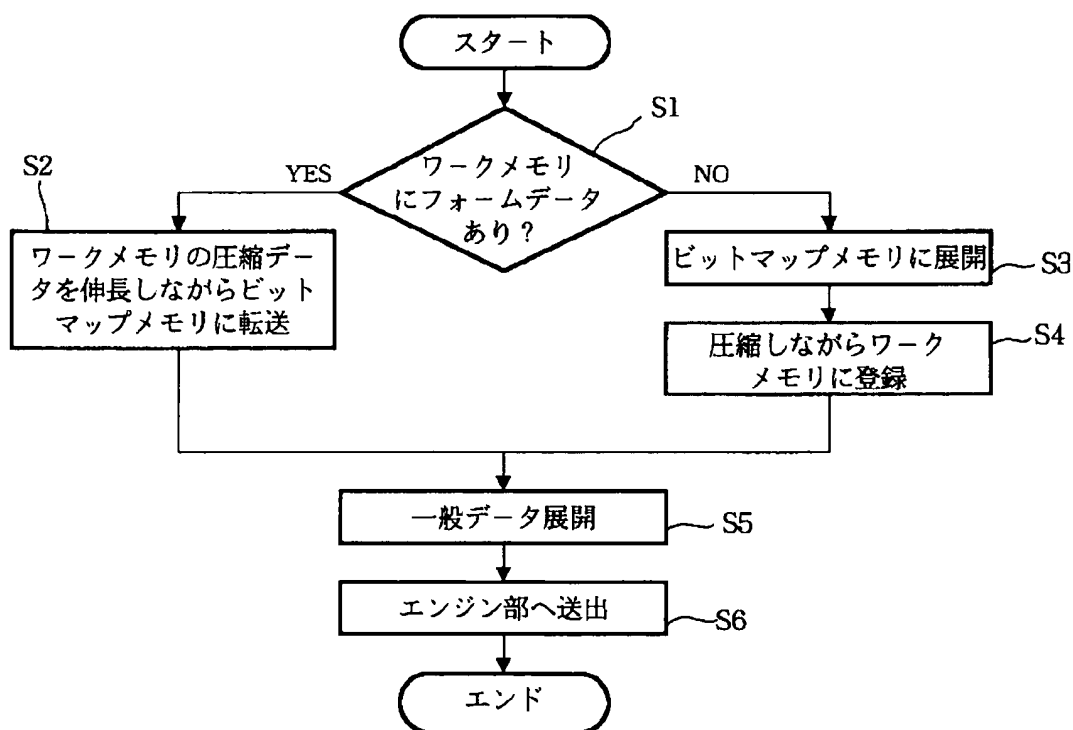 スタート
S1
ワークメモリ
にフォームデータ
あり?
YES
NO
S2
ワークメモリの圧縮デー
タを伸長しながらビット
マップメモリに転送
ビットマップメモリに展開
S3
圧縮しながらワーク
メモリに登録
S4
一般データ展開
S5
エンジン部へ送出
S6
エンド